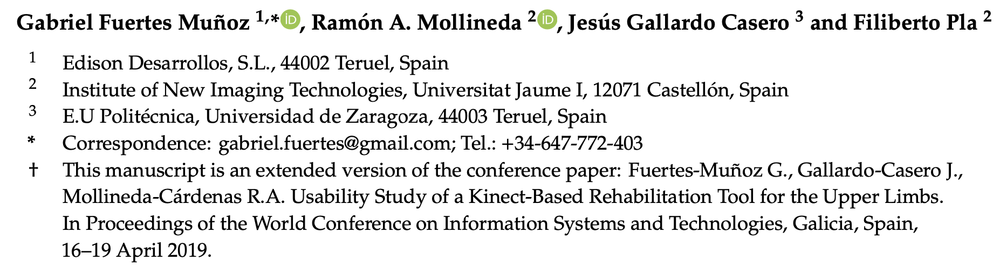 Gabriel Fuertes Muñoz 1,* iD, Ramón A. Mollineda 2 iD, Jesús Gallardo Casero 3 and Filiberto Pla 2
1 Edison Desarrollos, S.L., 44002 Teruel, Spain
2 Institute of New Imaging Technologies, Universitat Jaume I, 12071 Castellón, Spain
3 E.U Politécnica, Universidad de Zaragoza, 44003 Teruel, Spain
* Correspondence: gabriel.fuertes@gmail.com; Tel.: +34-647-772-403
† This manuscript is an extended version of the conference paper: Fuertes-Muñoz G., Gallardo-Casero J.,
Mollineda-Cárdenas R.A. Usability Study of a Kinect-Based Rehabilitation Tool for the Upper Limbs.
In Proceedings of the World Conference on Information Systems and Technologies, Galicia, Spain,
16–19 April 2019.